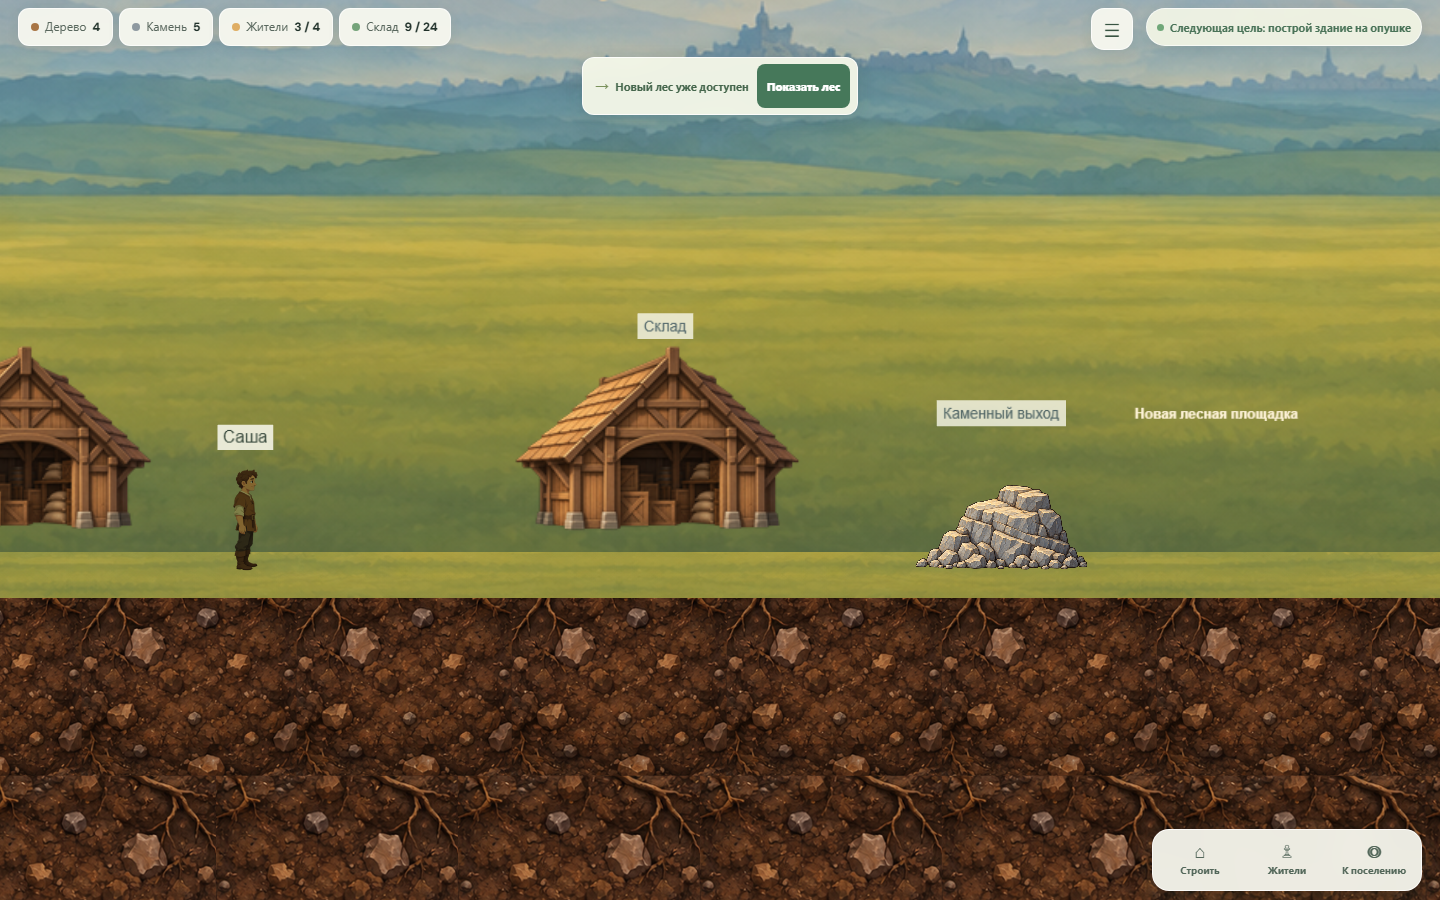 Дерево 4
Камень 5
Жители 3 / 4
Склад 9 / 24
☰
Следующая цель: построй здание на опушке
→ Новый лес уже доступен
Показать лес
Склад
Каменный выход
Новая лесная площадка
Саша
Строить
Жители
К поселению